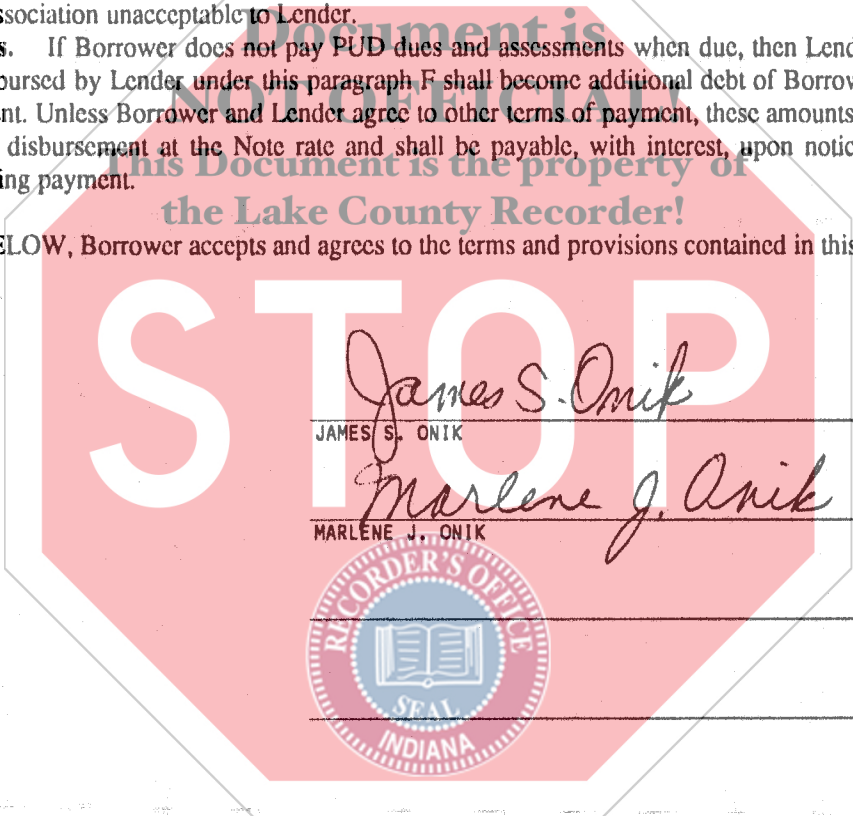 ssociation unacceptable to Lender.
Document is
s. If Borrower does not pay PUD dues and assessments when due, then Lend
bursed by Lender under this paragraph F shall become additional debt of Borrow
NOT OFFICIAL!
nt. Unless Borrower and Lender agree to other terms of payment, these amounts
disbursement at the Note rate and shall be payable, with interest, upon notic
This Document is the property of
ing payment.
the Lake County Recorder!
ELOW, Borrower accepts and agrees to the terms and provisions contained in this
STOP
James S. Onik
JAMES S. ONIK
Marlene J. Onik
MARLENE J. ONIK
RECORDER'S OFFICE
SEAL
INDIANA